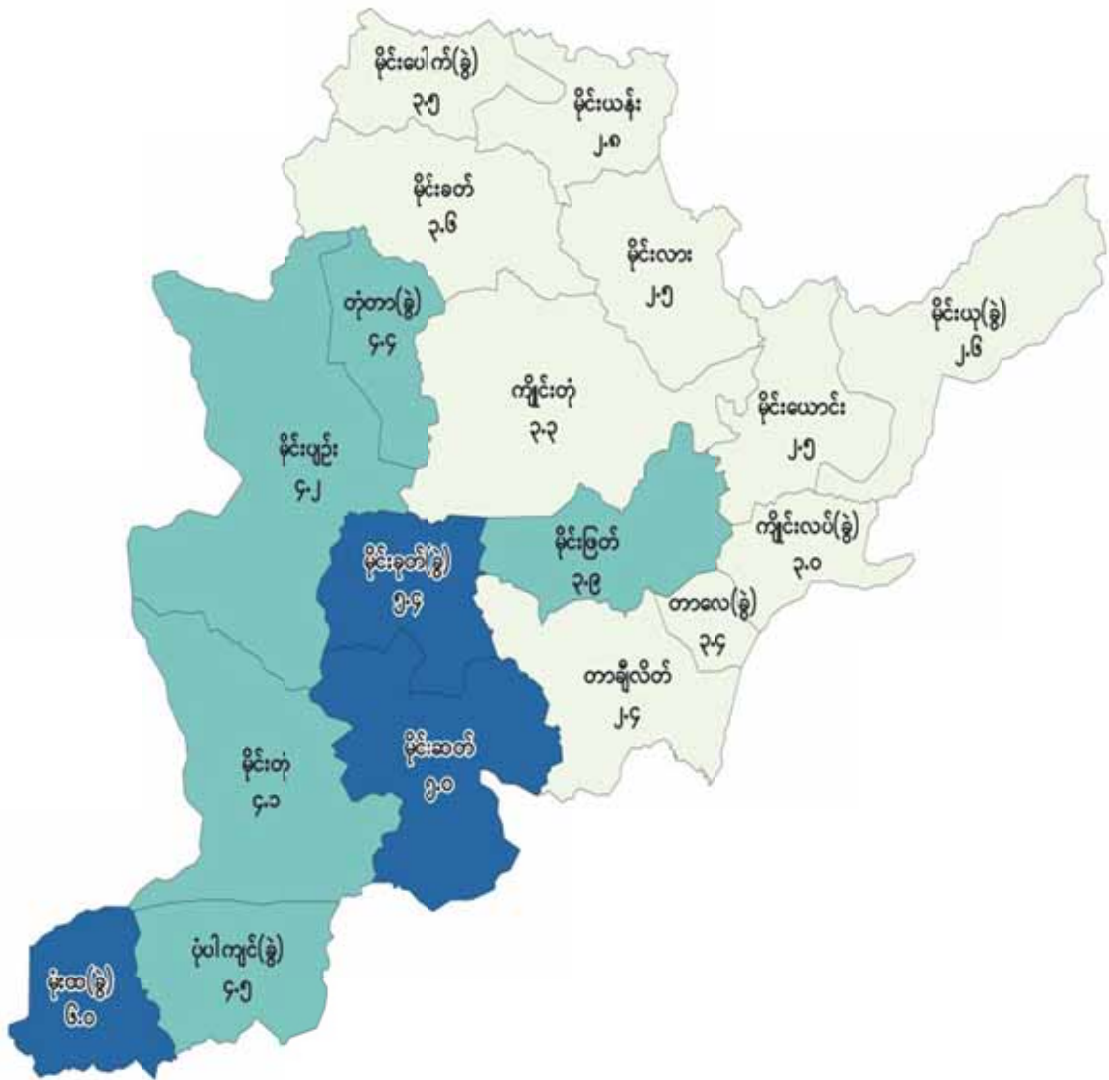 မိုင်းပေါက်(ခွဲ)
၃.၅
မိုင်းယန်း
၂.၈
မိုင်းခတ်
၃.၆
မိုင်းလား
၂.၅
မိုင်းယု(ခွဲ)
၂.၆
တုံတာ(ခွဲ)
၄.၄
ကျိုင်းတုံ
၃.၃
မိုင်းယောင်း
၂.၅
မိုင်းပျဉ်း
၄.၂
မိုင်းဖြတ်
၃.၉
ကျိုင်းလပ်(ခွဲ)
၃.၀
မိုင်းခုတ်(ခွဲ)
၅.၄
တာလေ(ခွဲ)
၃.၄
တာချီလိတ်
၂.၄
မိုင်းဆတ်
၅.၀
မိုင်းတုံ
၄.၁
ပုံပါကျင်(ခွဲ)
၄.၅
မုံးထ(ခွဲ)
၆.၀